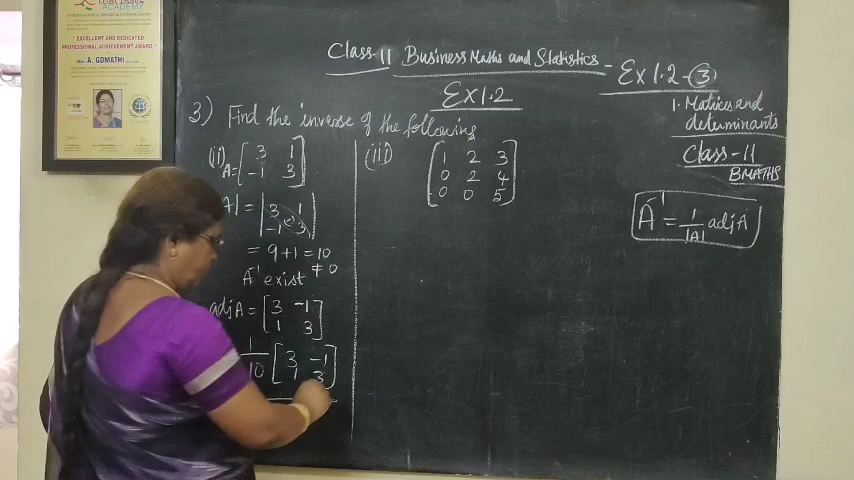 ACADEMY
" EXCELLENT AND DEDICATED
PROFESSIONAL ACHIEVEMENT AWARD "
Mrs. A. GOMATHI
Class-11 Business Maths and Statistics - Ex 1.2 - 3
Ex 1.2
1. Matrices and
determinants
Class-11
BMATHS
A⁻¹ = 1/|A| adj A
3) Find the inverse of the following
(ii) A = [ 3 1
-1 3 ]
A| = | 3 1
-1 3 |
= 9+1 = 10
≠ 0
A⁻¹ exist
adj A = [ 3 -1
1 3 ]
1/10 [ 3 -1
1 3 ]
(iii) [ 1 2 3
0 2 4
0 0 5 ]